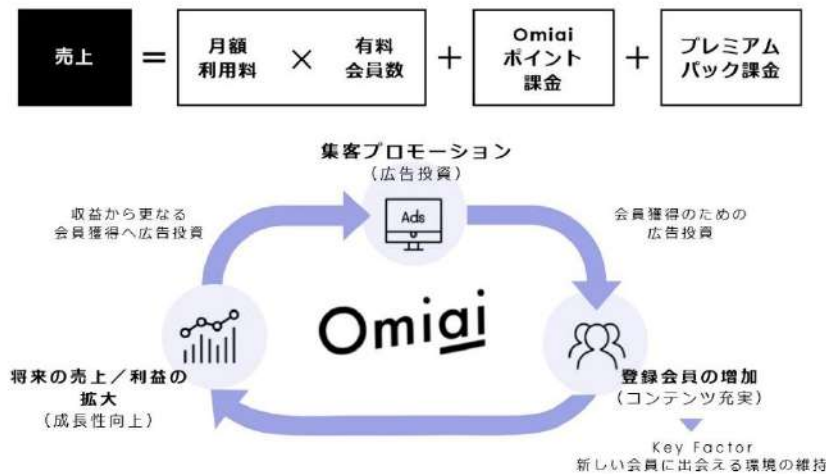 売上 = 月額利用料 × 有料会員数 + Omiaiポイント課金 + プレミアムパック課金
集客プロモーション
（広告投資）
Ads
収益から更なる
会員獲得へ広告投資
会員獲得のための
広告投資
Omiai
将来の売上／利益の
拡大
（成長性向上）
登録会員の増加
（コンテンツ充実）
Key Factor
新しい会員に出会える環境の維持